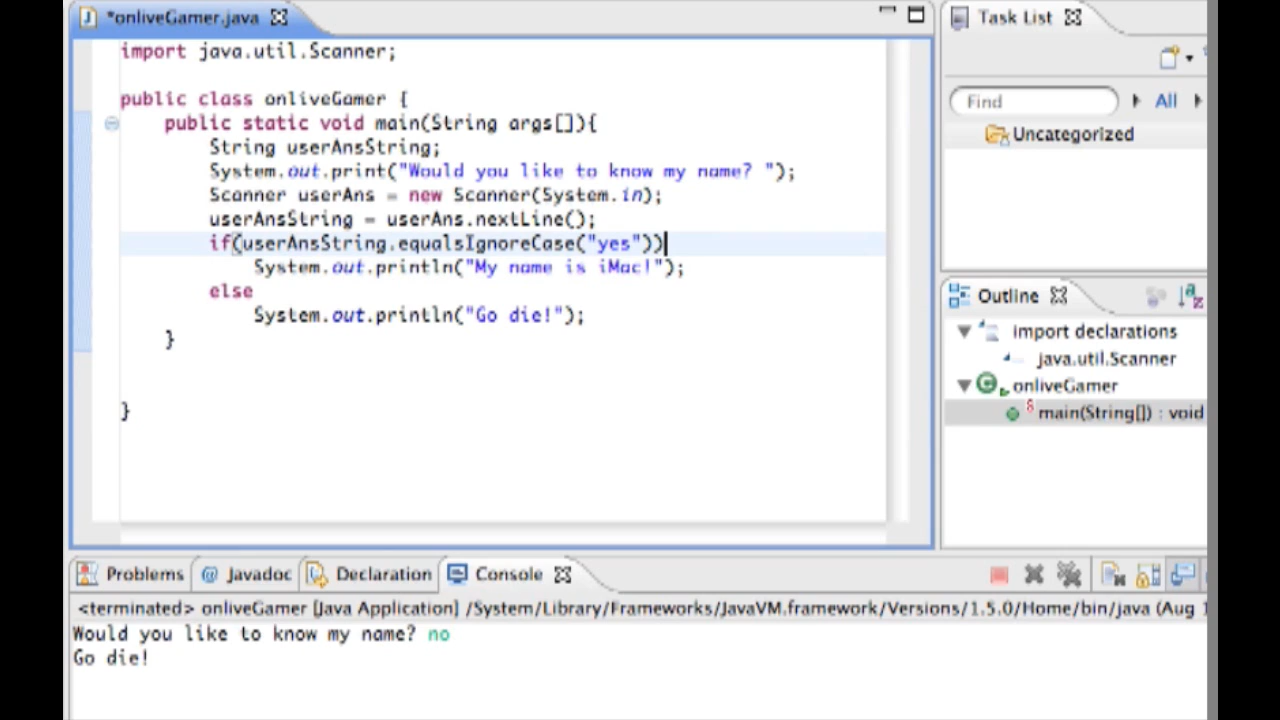 *onliveGamer.java
import java.util.Scanner;
public class onliveGamer {
public static void main(String args[]){
String userAnsString;
System.out.print("Would you like to know my name? ");
Scanner userAns = new Scanner(System.in);
userAnsString = userAns.nextLine();
if(userAnsString.equalsIgnoreCase("yes"))
System.out.println("My name is iMac!");
else
System.out.println("Go die!");
}
}
Task List
Find
All
Uncategorized
Outline
import declarations
java.util.Scanner
onliveGamer
main(String[]) : void
Problems Javadoc Declaration Console
<terminated> onliveGamer [Java Application] /System/Library/Frameworks/JavaVM.framework/Versions/1.5.0/Home/bin/java (Aug 1
Would you like to know my name? no
Go die!